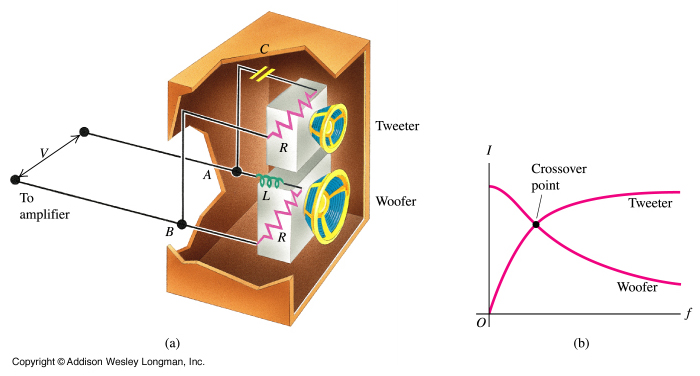 C
Tweeter
R
V
A
L
Woofer
To
amplifier
B
R
(a)
I
Crossover
point
Tweeter
Woofer
O
f
(b)
Copyright © Addison Wesley Longman, Inc.